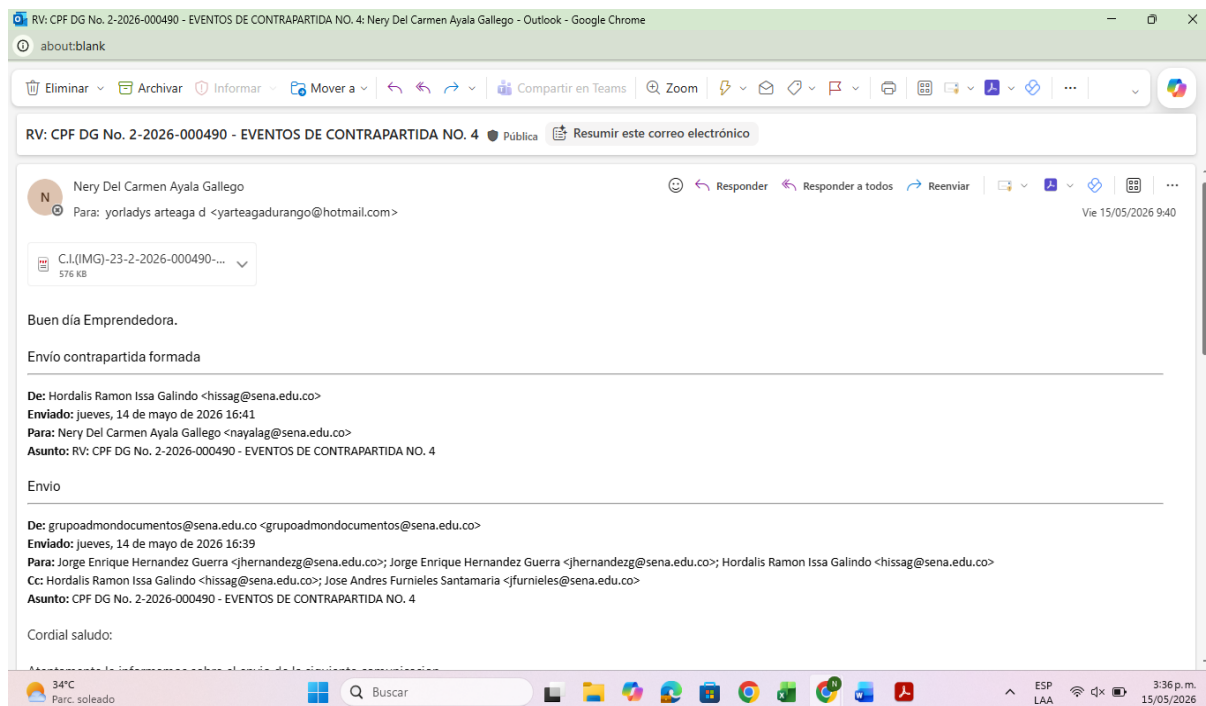 RV: CPF DG No. 2-2026-000490 - EVENTOS DE CONTRAPARTIDA NO. 4: Nery Del Carmen Ayala Gallego - Outlook - Google Chrome
about:blank
Eliminar Archivar Informar Mover a Compartir en Teams Zoom
RV: CPF DG No. 2-2026-000490 - EVENTOS DE CONTRAPARTIDA NO. 4 Pública Resumir este correo electrónico
N
Nery Del Carmen Ayala Gallego
Responder Responder a todos Reenviar
Para: yorladys arteaga d <yarteagadurango@hotmail.com>
Vie 15/05/2026 9:40
C.I.(IMG)-23-2-2026-000490-...
576 KB
Buen día Emprendedora.
Envío contrapartida formada
De: Hordalis Ramon Issa Galindo <hissag@sena.edu.co>
Enviado: jueves, 14 de mayo de 2026 16:41
Para: Nery Del Carmen Ayala Gallego <nayalag@sena.edu.co>
Asunto: RV: CPF DG No. 2-2026-000490 - EVENTOS DE CONTRAPARTIDA NO. 4
Envio
De: grupoadmondocumentos@sena.edu.co <grupoadmondocumentos@sena.edu.co>
Enviado: jueves, 14 de mayo de 2026 16:39
Para: Jorge Enrique Hernandez Guerra <jhernandezg@sena.edu.co>; Jorge Enrique Hernandez Guerra <jhernandezg@sena.edu.co>; Hordalis Ramon Issa Galindo <hissag@sena.edu.co>
Cc: Hordalis Ramon Issa Galindo <hissag@sena.edu.co>; Jose Andres Furnieles Santamaria <jfurnieles@sena.edu.co>
Asunto: CPF DG No. 2-2026-000490 - EVENTOS DE CONTRAPARTIDA NO. 4
Cordial saludo:
Atentamente le informamos sobre el envio de la siguiente comunicacion
34°C
Parc. soleado
Buscar
ESP
LAA
3:36 p. m.
15/05/2026